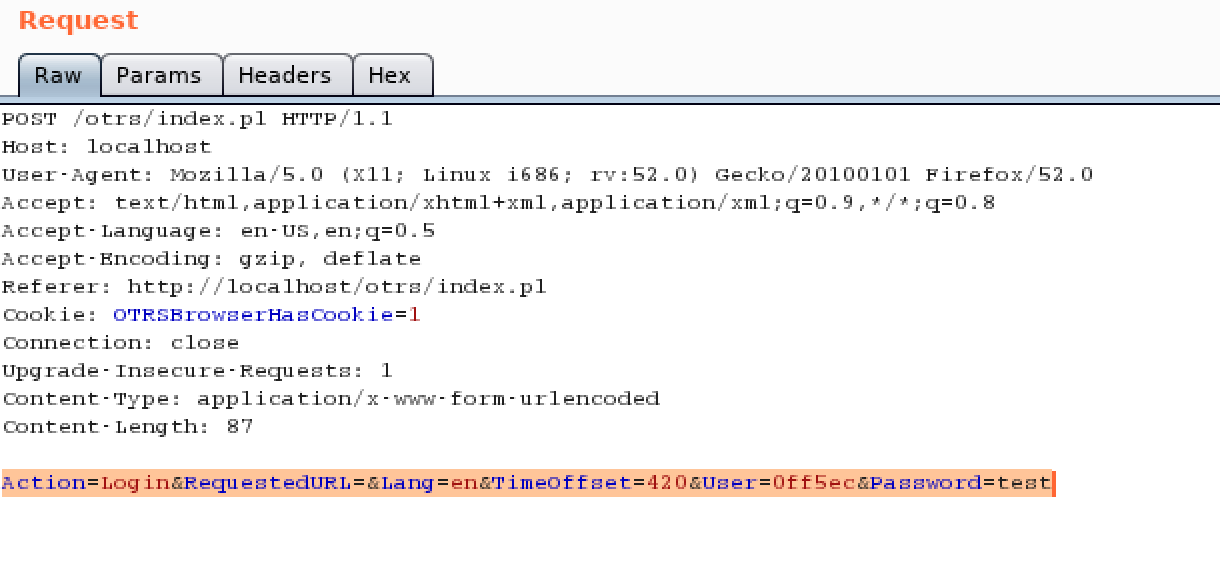 Request
Raw Params Headers Hex
POST /otrs/index.pl HTTP/1.1
Host: localhost
User-Agent: Mozilla/5.0 (X11; Linux i686; rv:52.0) Gecko/20100101 Firefox/52.0
Accept: text/html,application/xhtml+xml,application/xml;q=0.9,*/*;q=0.8
Accept-Language: en-US,en;q=0.5
Accept-Encoding: gzip, deflate
Referer: http://localhost/otrs/index.pl
Cookie: OTRSBrowserHasCookie=1
Connection: close
Upgrade-Insecure-Requests: 1
Content-Type: application/x-www-form-urlencoded
Content-Length: 87
Action=Login&RequestedURL=&Lang=en&TimeOffset=420&User=0ff5ec&Password=test